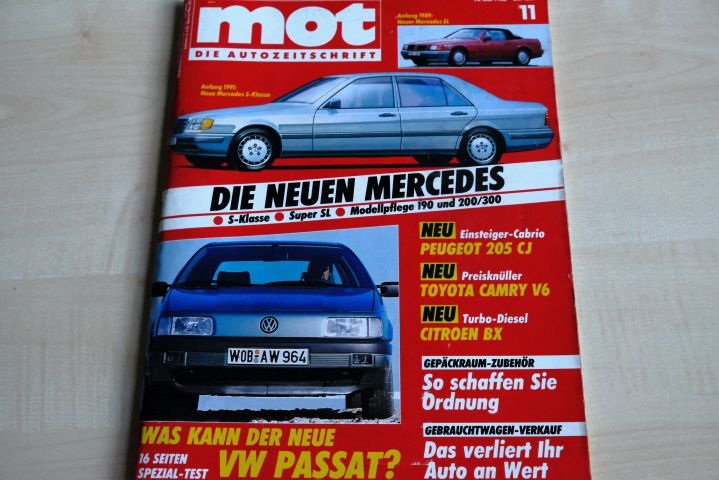 mot
DIE AUTOZEITSCHRIFT
11
Anfang 1989:
Neuer Mercedes SL
Anfang 1991:
Neue Mercedes S-Klasse
DIE NEUEN MERCEDES
● S-Klasse ● Super SL ● Modellpflege 190 und 200/300
NEU Einsteiger-Cabrio
PEUGEOT 205 CJ
NEU Preisknüller
TOYOTA CAMRY V6
NEU Turbo-Diesel
CITROEN BX
WOB AW 964
GEPÄCKRAUM-ZUBEHÖR
So schaffen Sie
Ordnung
GEBRAUCHTWAGEN-VERKAUF
Das verliert Ihr
Auto an Wert
WAS KANN DER NEUE
VW PASSAT?
16 SEITEN
SPEZIAL-TEST